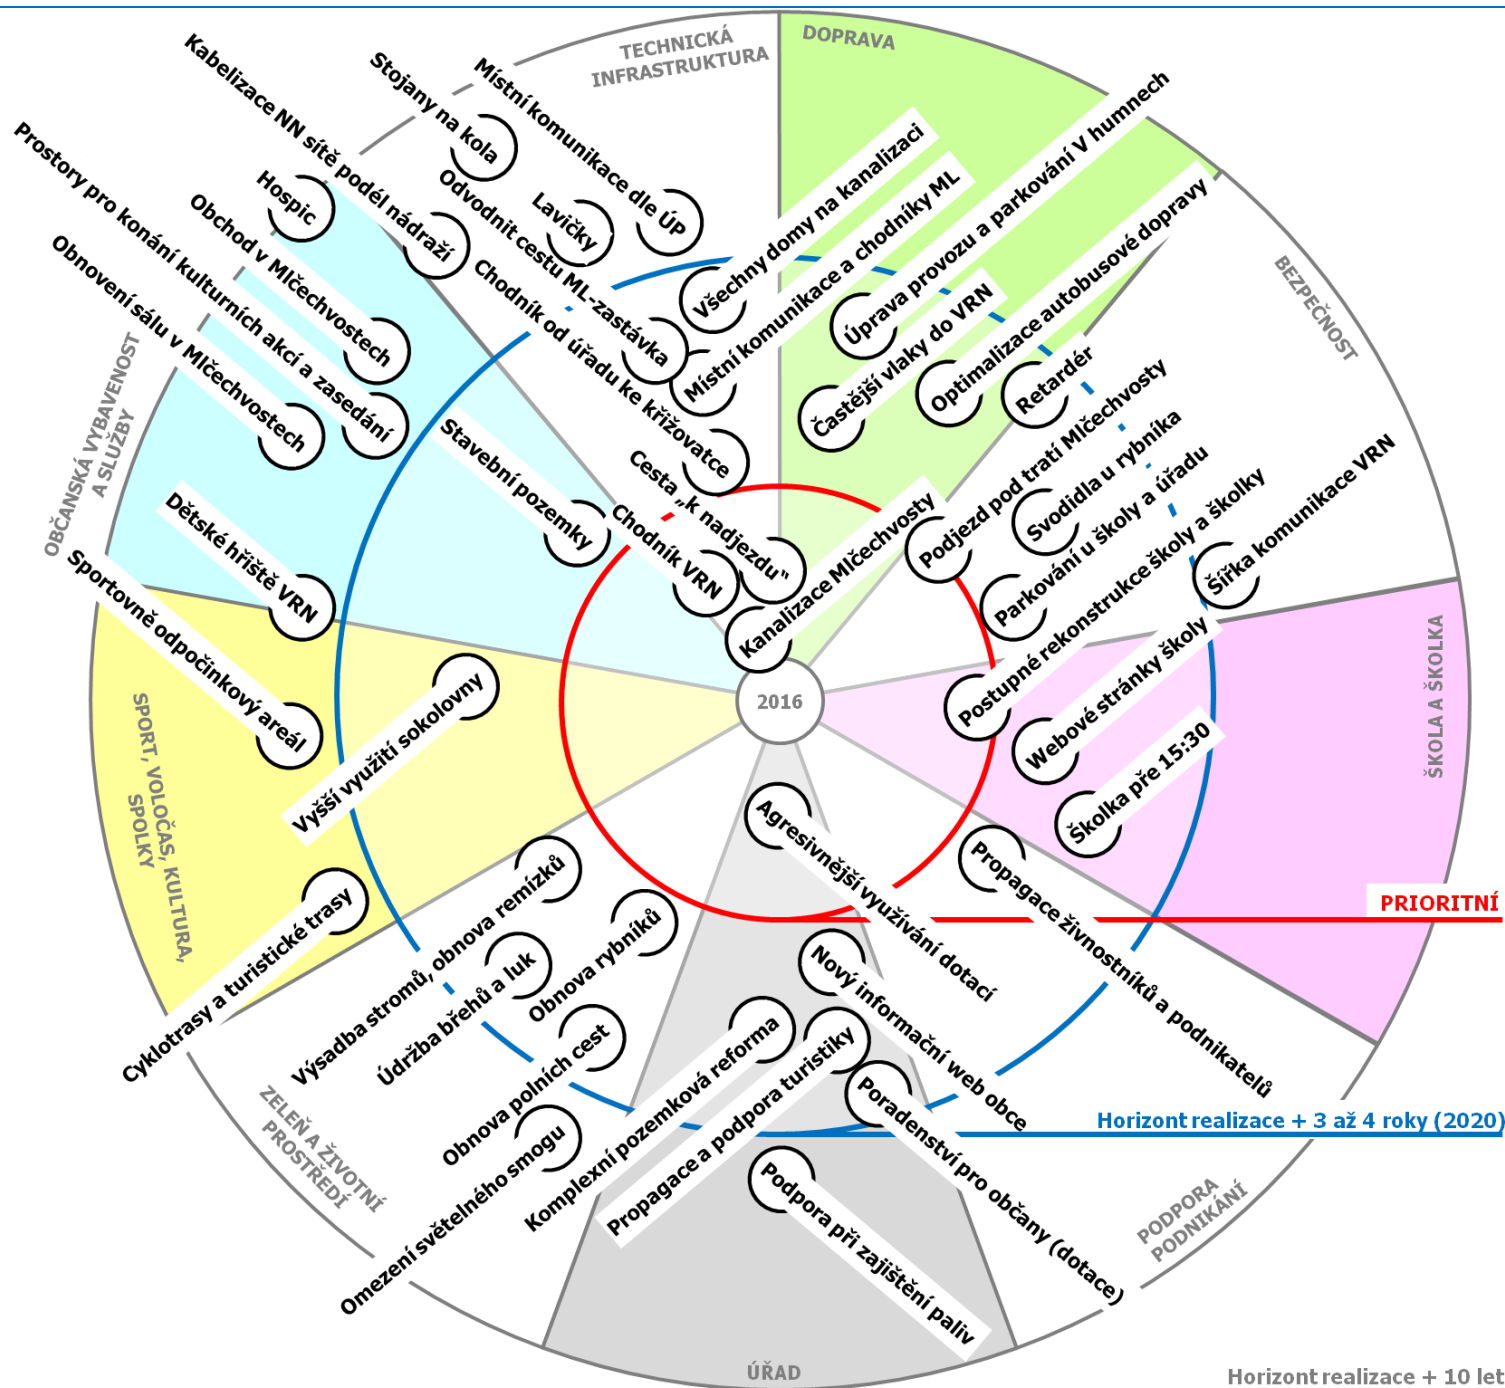 TECHNICKÁ
INFRASTRUKTURA
DOPRAVA
BEZPEČNOST
ŠKOLA A ŠKOLKA
PODPORA
PODNIKÁNÍ
ÚŘAD
ZELEŇ A ŽIVOTNÍ
PROSTŘEDÍ
SPORT, VOLOČAS, KULTURA,
SPOLKY
OBČANSKÁ VYBAVENOST
A SLUŽBY
Kabelizace NN sítě podél nádraží
Stojany na kola
Místní komunikace dle ÚP
Prostory pro konání kulturních akcí a zasedání
Hospic
Obchod v Mlčechvostech
Obnovení sálu v Mlčechvostech
Odvodnit cestu ML-zastávka
Lavičky
Chodník od úřadu ke křižovatce
Všechny domy na kanalizaci
Místní komunikace a chodníky ML
Úprava provozu a parkování V humnech
Častější vlaky do VRN
Optimalizace autobusové dopravy
Retardér
Podjezd pod tratí Mlčechvosty
Svodidla u rybníka
Parkování u školy a úřadu
Šířka komunikace VRN
Postupné rekonstrukce školy a školky
Webové stránky školy
Školka pře 15:30
Stavební pozemky
Cesta „k nadjezdu“
Chodník VRN
Kanalizace Mlčechvosty
Dětské hřiště VRN
Sportovně odpočinkový areál
Vyšší využití sokolovny
Cyklotrasy a turistické trasy
2016
Výsadba stromů, obnova remízků
Údržba břehů a luk
Obnova rybníků
Obnova polních cest
Omezení světelného smogu
Komplexní pozemková reforma
Propagace a podpora turistiky
Agresivnější využívání dotací
Nový informační web obce
Poradenství pro občany (dotace)
Podpora při zajištění paliv
Propagace živnostníků a podnikatelů
PRIORITNÍ
Horizont realizace + 3 až 4 roky (2020)
Horizont realizace + 10 let